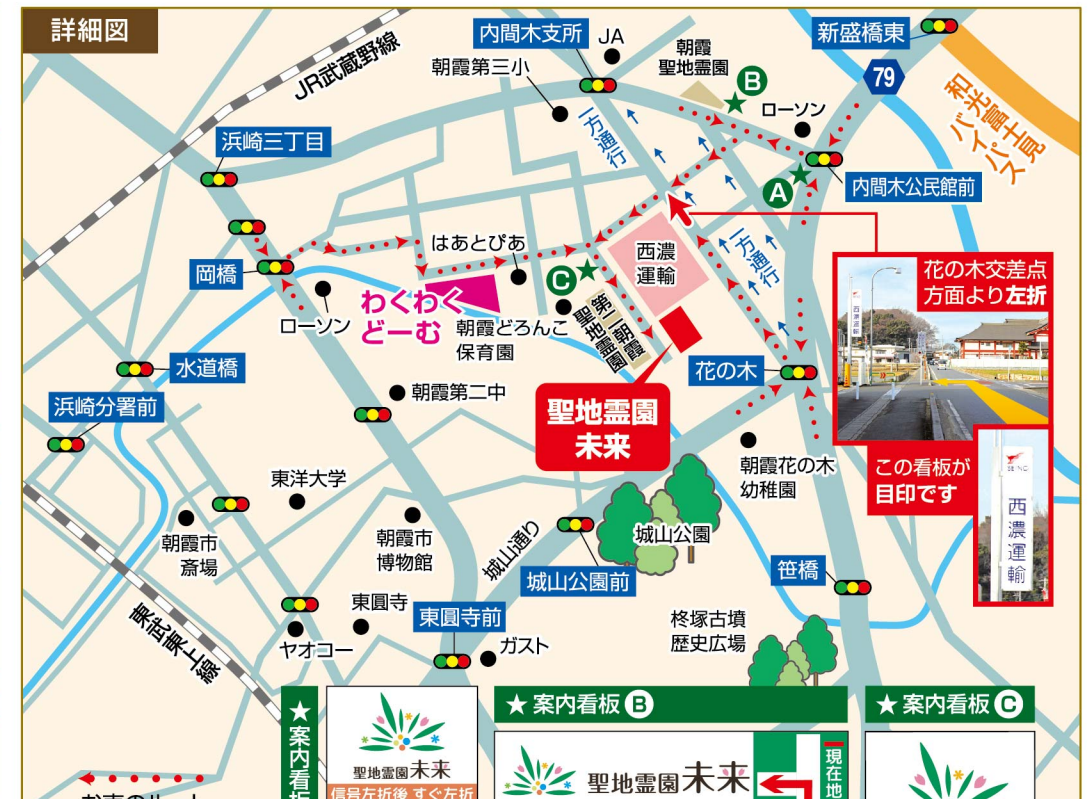 詳細図
JR武蔵野線
内間木支所
JA
朝霞第三小
朝霞
聖地霊園
B
新盛橋東
79
和光富士見
バイパス
ローソン
一方通行
浜崎三丁目
A
内間木公民館前
はあとぴあ
C
西濃
運輸
一方通行
花の木交差点
方面より左折
西濃運輸
岡橋
ローソン
わくわく
どーむ
朝霞どろんこ
保育園
第二朝霞
聖地霊園
水道橋
花の木
浜崎分署前
朝霞第二中
聖地霊園
未来
朝霞花の木
幼稚園
この看板が
目印です
西濃運輸
東洋大学
朝霞市
斎場
朝霞市
博物館
城山通り
城山公園
城山公園前
笹橋
東圓寺
東圓寺前
ヤオコー
ガスト
柊塚古墳
歴史広場
東武東上線
★案内看板
聖地霊園未来
信号左折後 すぐ左折
★案内看板 B
聖地霊園未来
現在地
★案内看板 C